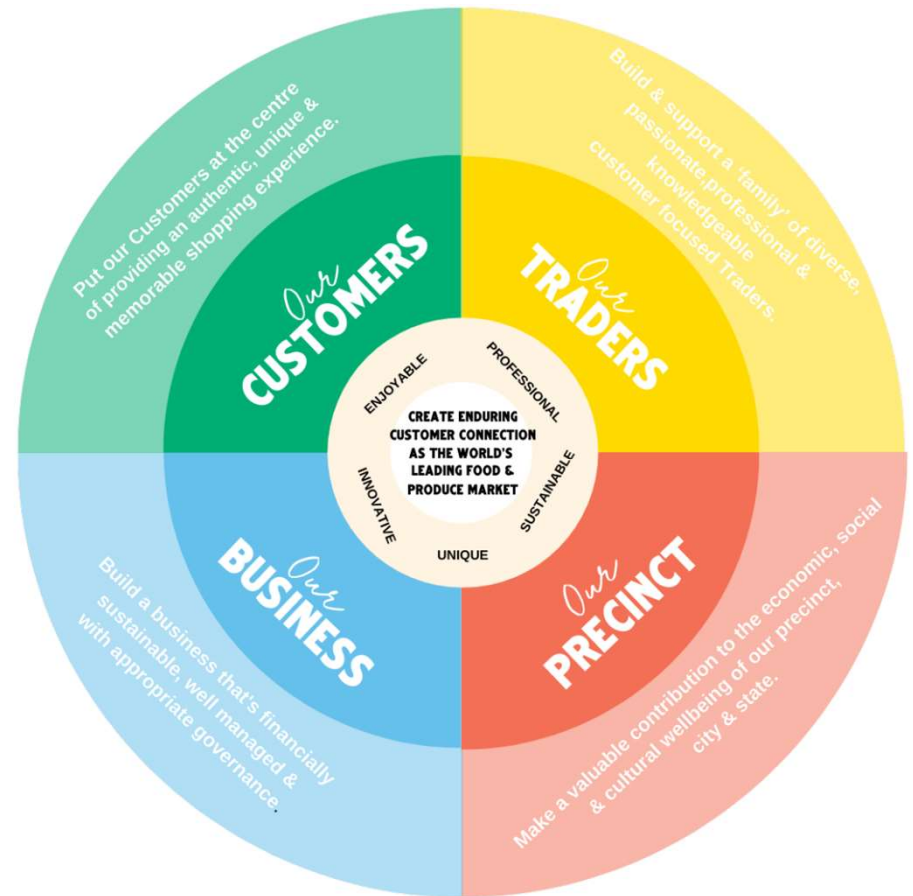 Put our Customers at the centre
of providing an authentic, unique &
memorable shopping experience.
Our
CUSTOMERS
Build & support a 'family' of diverse,
passionate,professional &
knowledgeable
customer focused Traders.
Our
TRADERS
ENJOYABLE
PROFESSIONAL
SUSTAINABLE
UNIQUE
INNOVATIVE
CREATE ENDURING
CUSTOMER CONNECTION
AS THE WORLD'S
LEADING FOOD &
PRODUCE MARKET
Our
BUSINESS
Build a business that's financially
sustainable, well managed &
with appropriate governance.
Our
PRECINCT
Make a valuable contribution to the economic, social
& cultural wellbeing of our precinct,
city & state.